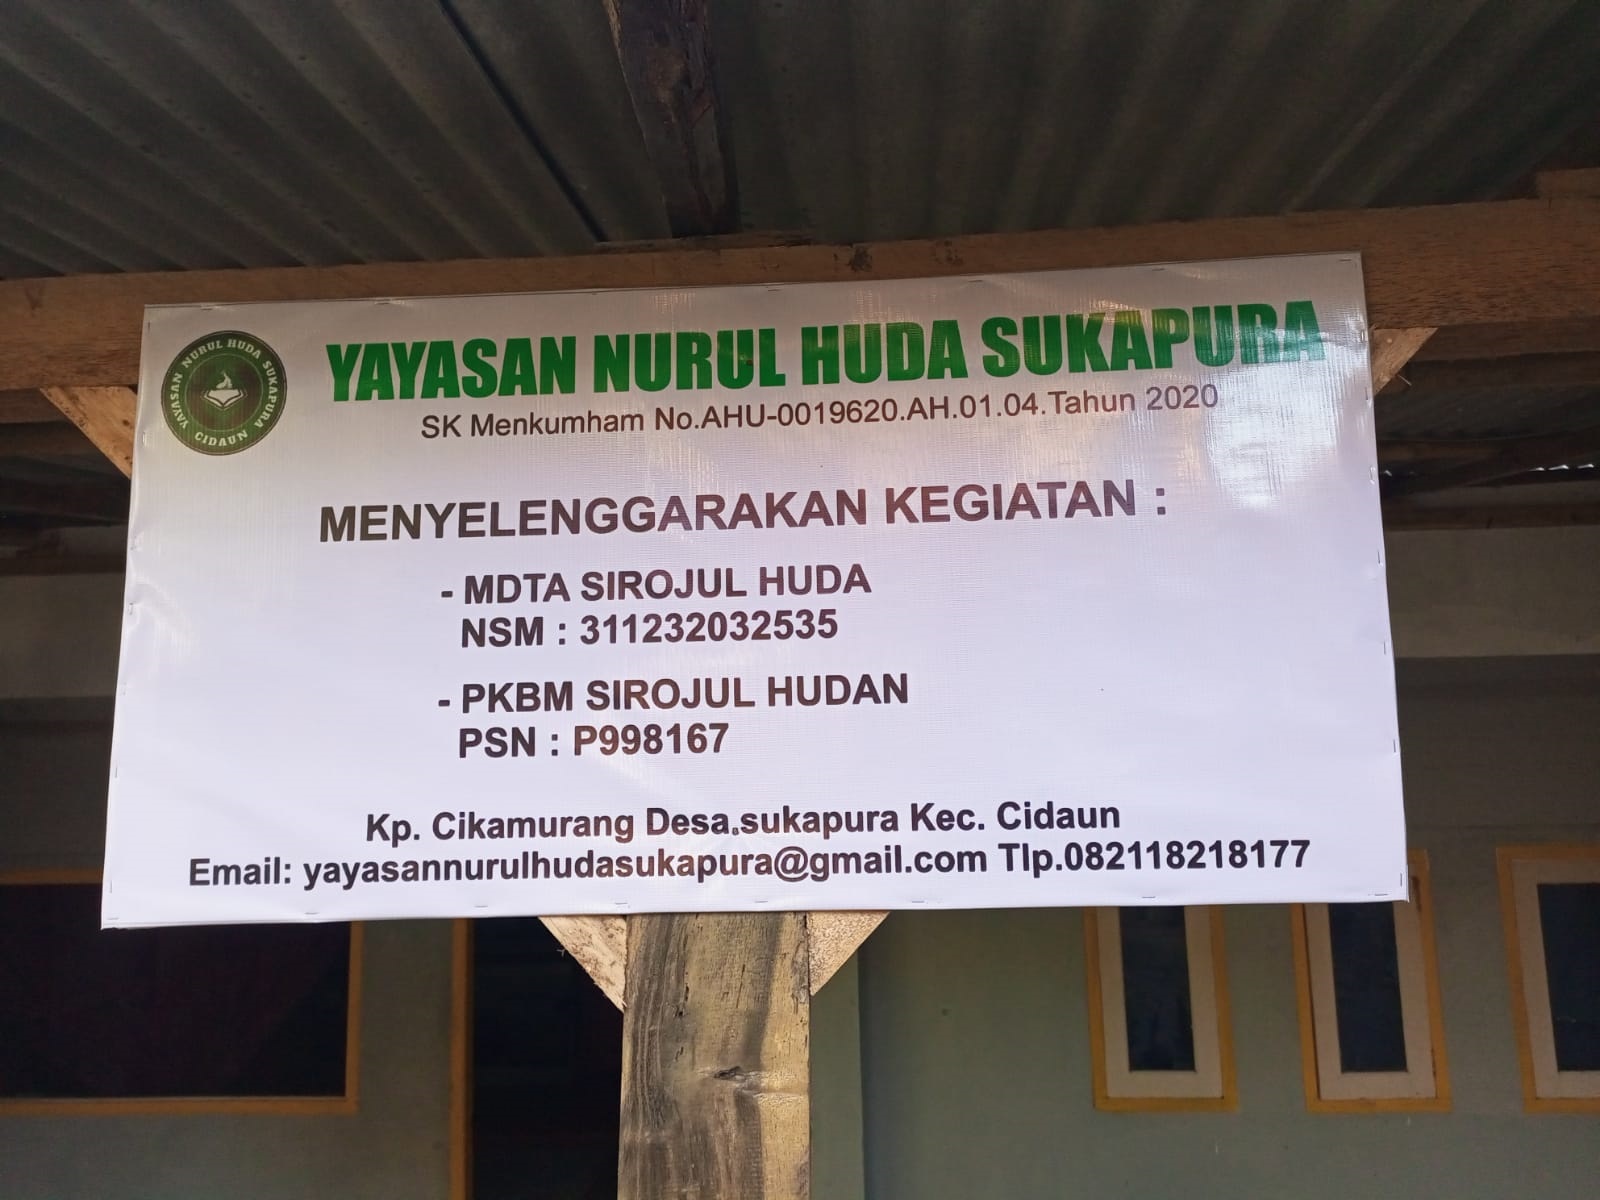 YAYASAN NURUL HUDA SUKAPURA
CIDAUN
YAYASAN NURUL HUDA SUKAPURA
SK Menkumham No.AHU-0019620.AH.01.04.Tahun 2020
MENYELENGGARAKAN KEGIATAN :
- MDTA SIROJUL HUDA
NSM : 311232032535
- PKBM SIROJUL HUDAN
PSN : P998167
Kp. Cikamurang Desa.sukapura Kec. Cidaun
Email: yayasannurulhudasukapura@gmail.com Tlp.082118218177